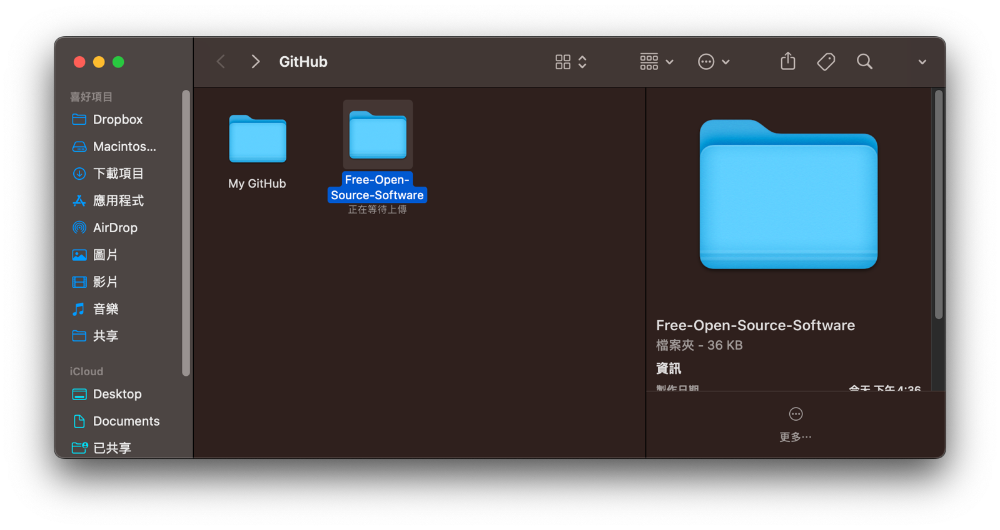 GitHub
喜好項目
Dropbox
Macintos...
下載項目
應用程式
AirDrop
圖片
影片
音樂
共享
iCloud
Desktop
Documents
已共享
My GitHub
Free-Open-
Source-Software
正在等待上傳
Free-Open-Source-Software
檔案夾 - 36 KB
資訊
製作日期 今天 下午4:36
更多...